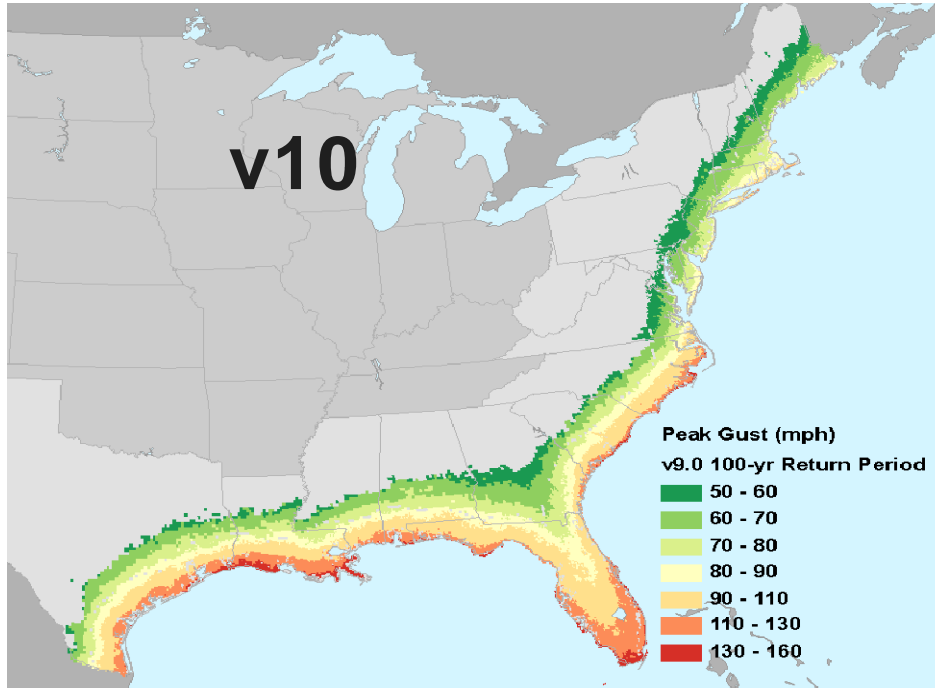 v10
Peak Gust (mph)
v9.0 100-yr Return Period
50 - 60
60 - 70
70 - 80
80 - 90
90 - 110
110 - 130
130 - 160